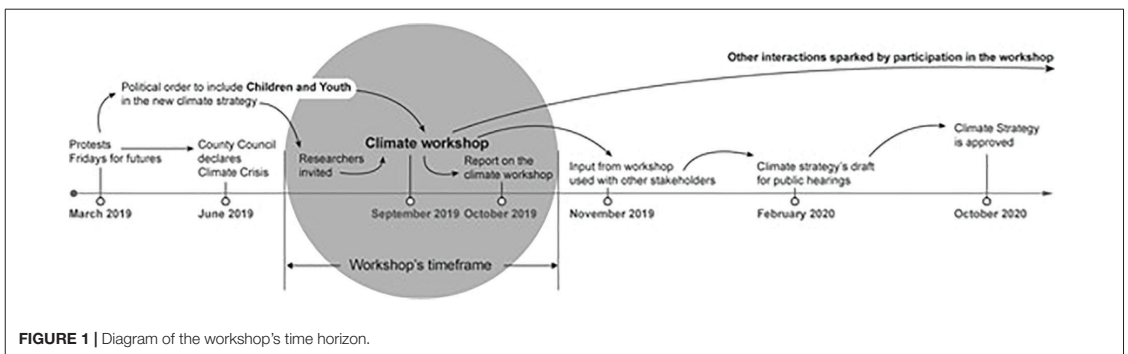 Other interactions sparked by participation in the workshop
Political order to include Children and Youth
in the new climate strategy
Protests
Fridays for futures
County Council
declares
Climate Crisis
Researchers
invited
Climate workshop
Report on the
climate workshop
Input from workshop
used with other stakeholders
Climate strategy's draft
for public hearings
Climate Strategy
is approved
March 2019
June 2019
September 2019
October 2019
November 2019
February 2020
October 2020
Workshop's timeframe
FIGURE 1 | Diagram of the workshop's time horizon.